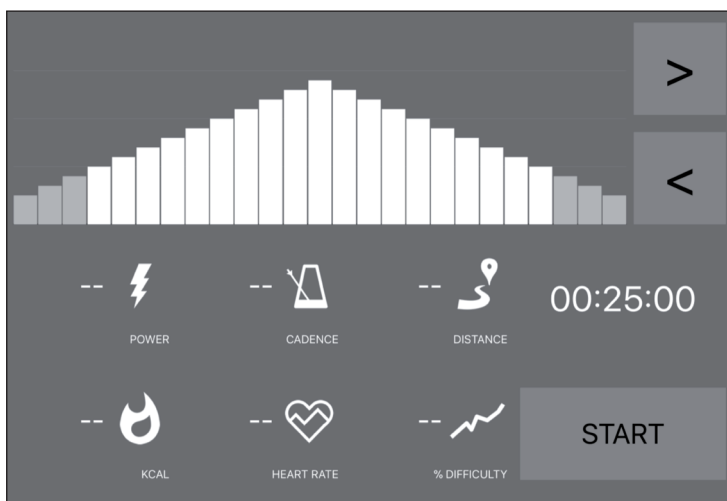 >
<
-- -- -- 00:25:00
POWER CADENCE DISTANCE
-- -- -- START
KCAL HEART RATE % DIFFICULTY